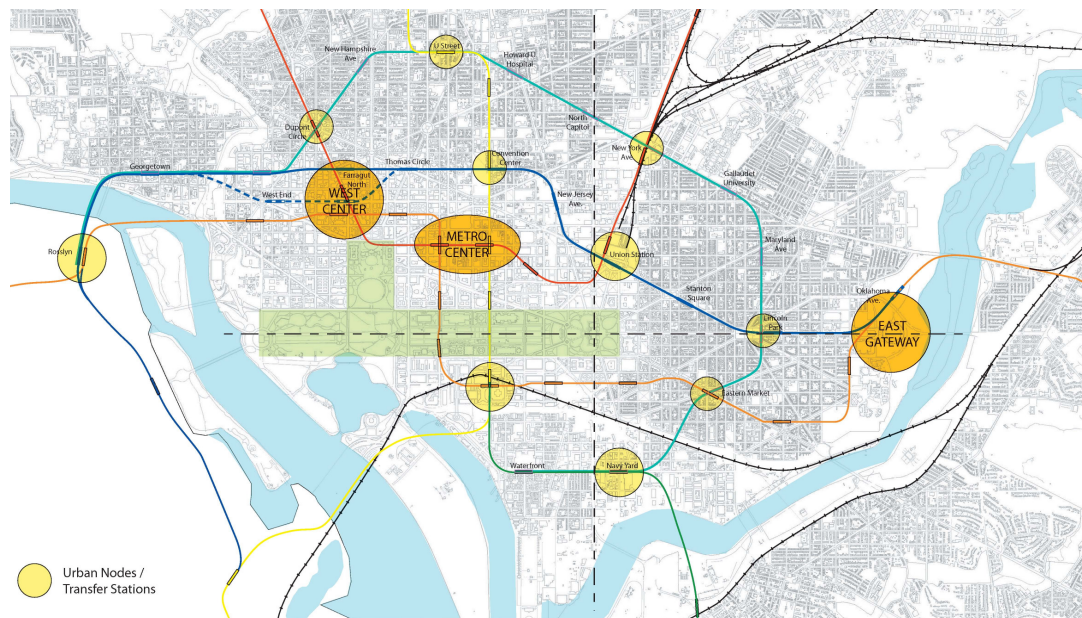 U Street
New Hampshire
Ave
Howard U
Hospital
Dupont
Circle
North
Capitol
New York
Ave.
Convention
Center
Thomas Circle
Georgetown
Farragut
North
Gallaudet
University
West End
WEST
CENTER
New Jersey
Ave.
METRO
CENTER
Maryland
Ave
Rosslyn
Union Station
Stanton
Square
Oklahoma
Ave.
Lincoln
Park
EAST
GATEWAY
Eastern Market
Waterfront
Navy Yard
Urban Nodes /
Transfer Stations